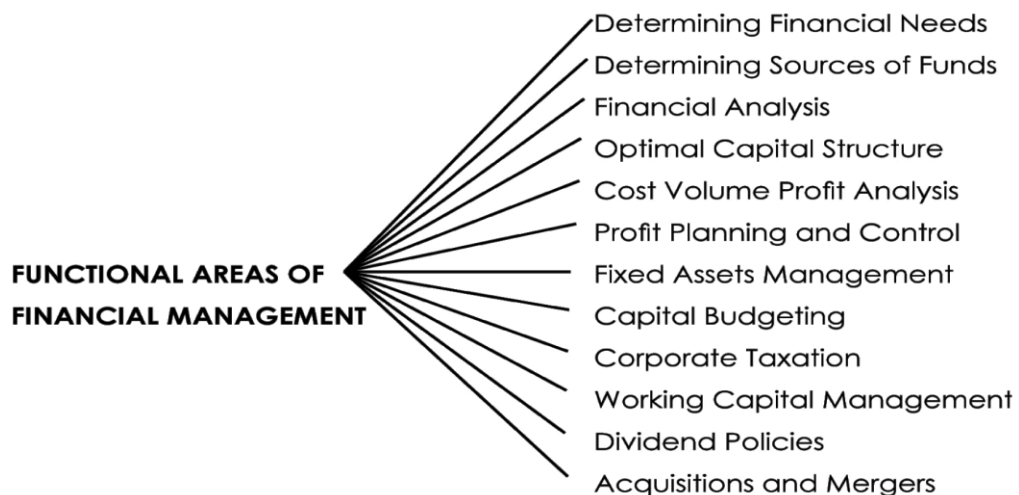 FUNCTIONAL AREAS OF
FINANCIAL MANAGEMENT
Determining Financial Needs
Determining Sources of Funds
Financial Analysis
Optimal Capital Structure
Cost Volume Profit Analysis
Profit Planning and Control
Fixed Assets Management
Capital Budgeting
Corporate Taxation
Working Capital Management
Dividend Policies
Acquisitions and Mergers